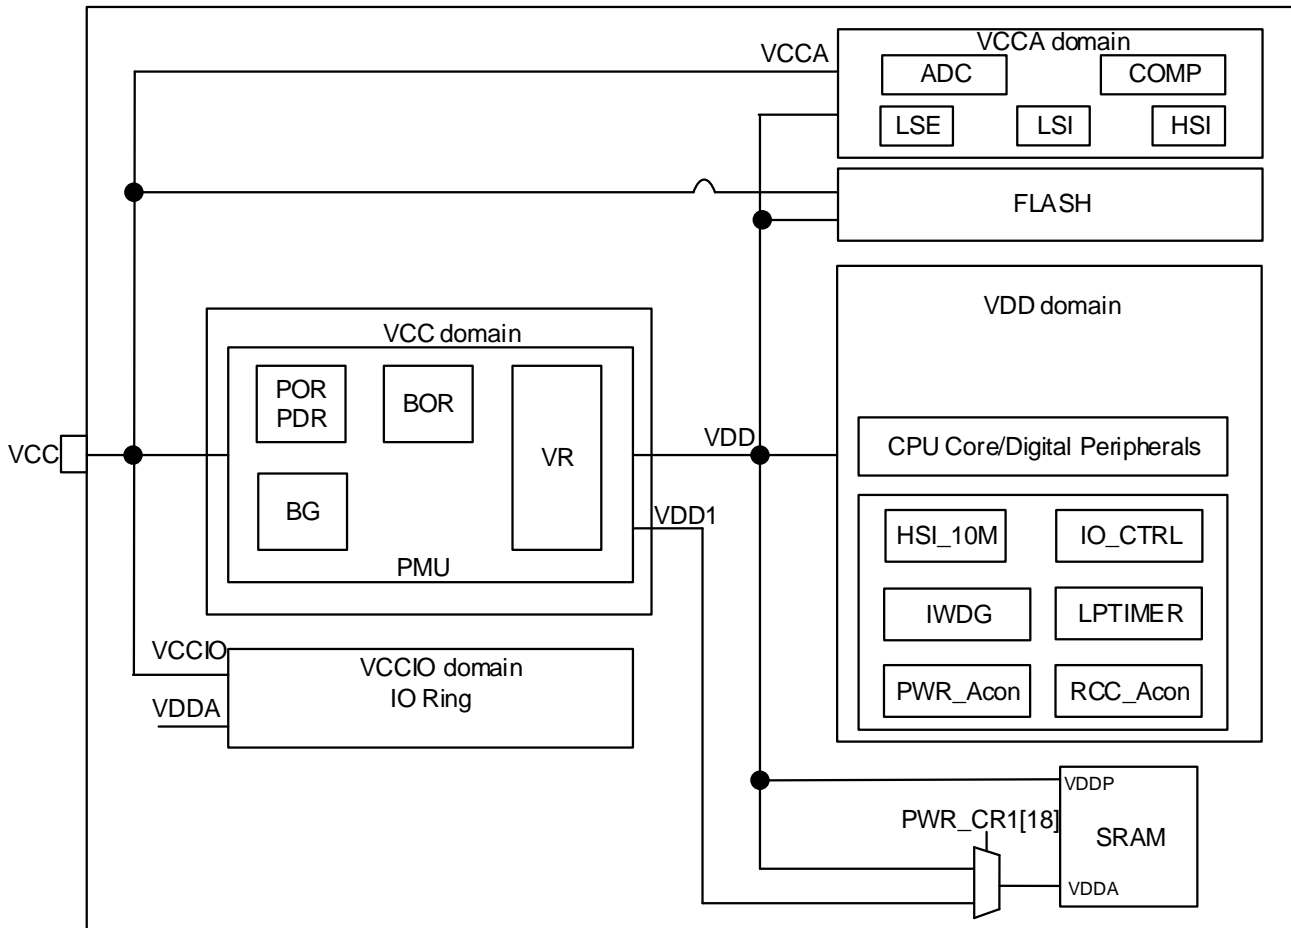 VCCA domain
VCCA
ADC
COMP
LSE
LSI
HSI
FLASH
VDD domain
VCC domain
POR
PDR
BOR
VR
BG
PMU
VCC
VDD
VDD1
CPU Core/Digital Peripherals
HSI_10M
IO_CTRL
IWDG
LPTIMER
PWR_Acon
RCC_Acon
VCCIO
VCCIO domain
IO Ring
VDDA
VDDP
PWR_CR1[18]
SRAM
VDDA